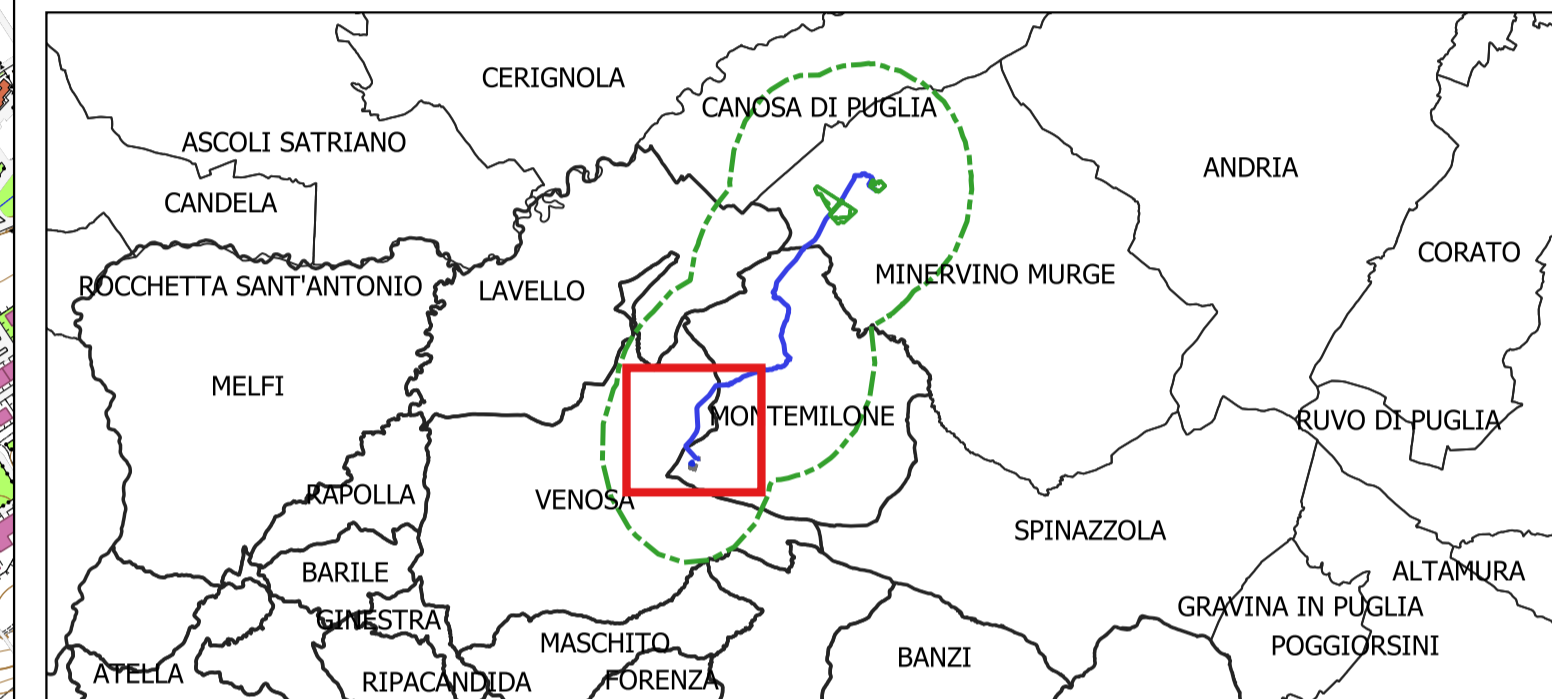 CERIGNOLA
CANOSA DI PUGLIA
ASCOLI SATRIANO
ANDRIA
CANDELA
CORATO
MINERVINO MURGE
ROCCHETTA SANT'ANTONIO
LAVELLO
MELFI
MONTEMILONE
RUVO DI PUGLIA
RAPOLLA
VENOSA
SPINAZZOLA
BARILE
ALTAMURA
GRAVINA IN PUGLIA
GINESTRA
MASCHITO
POGGIORSINI
BANZI
ATELLA
RIPACANDIDA
FORENZA